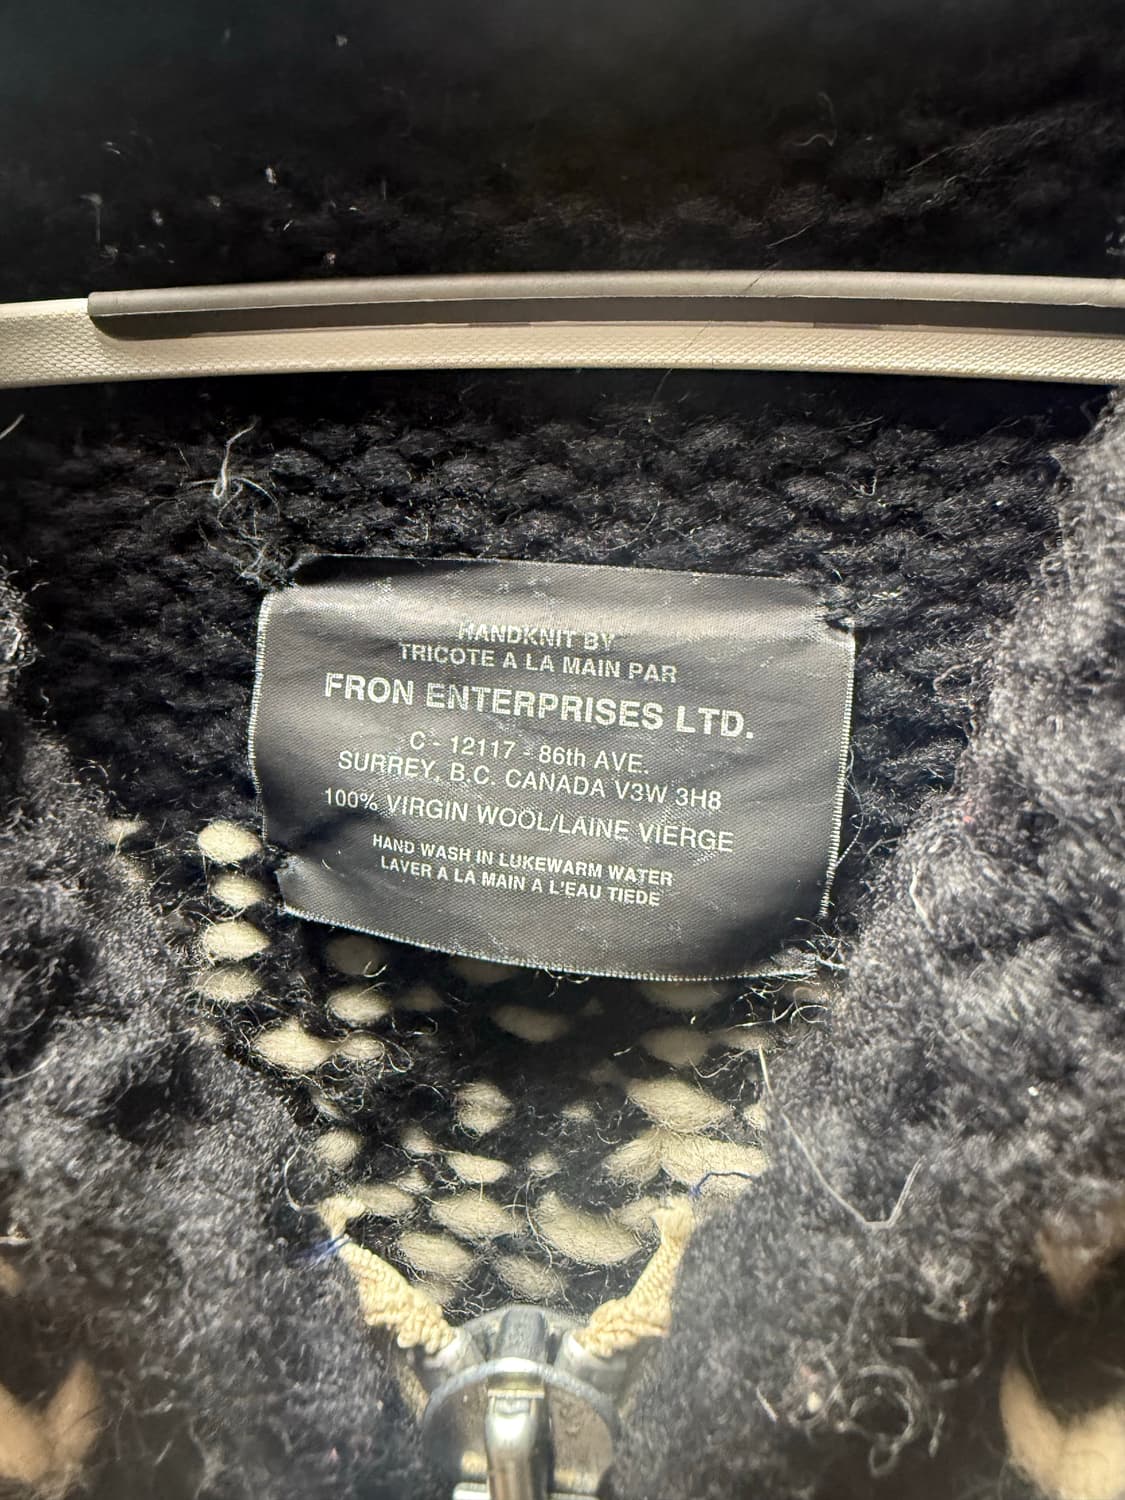 HANDKNIT BY
TRICOTE A LA MAIN PAR
FRON ENTERPRISES LTD.
C - 12117 - 86th AVE.
SURREY, B.C. CANADA V3W 3H8
100% VIRGIN WOOL/LAINE VIERGE
HAND WASH IN LUKEWARM WATER
LAVER A LA MAIN A L'EAU TIEDE